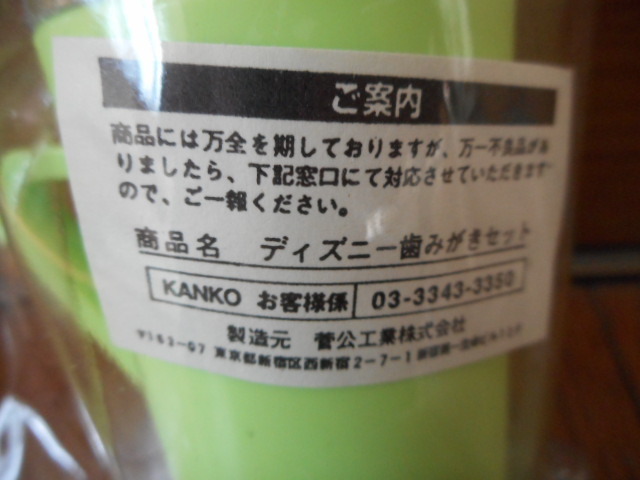 ご案内
商品には万全を期しておりますが、万一不良品があ
りましたら、下記窓口にて対応させていただきます
ので、ご一報ください。
商品名 ディズニー歯みがきセット
KANKO お客様係 03-3343-3350
製造元 菅公工業株式会社
〒163-07 東京都新宿区西新宿2-7-1